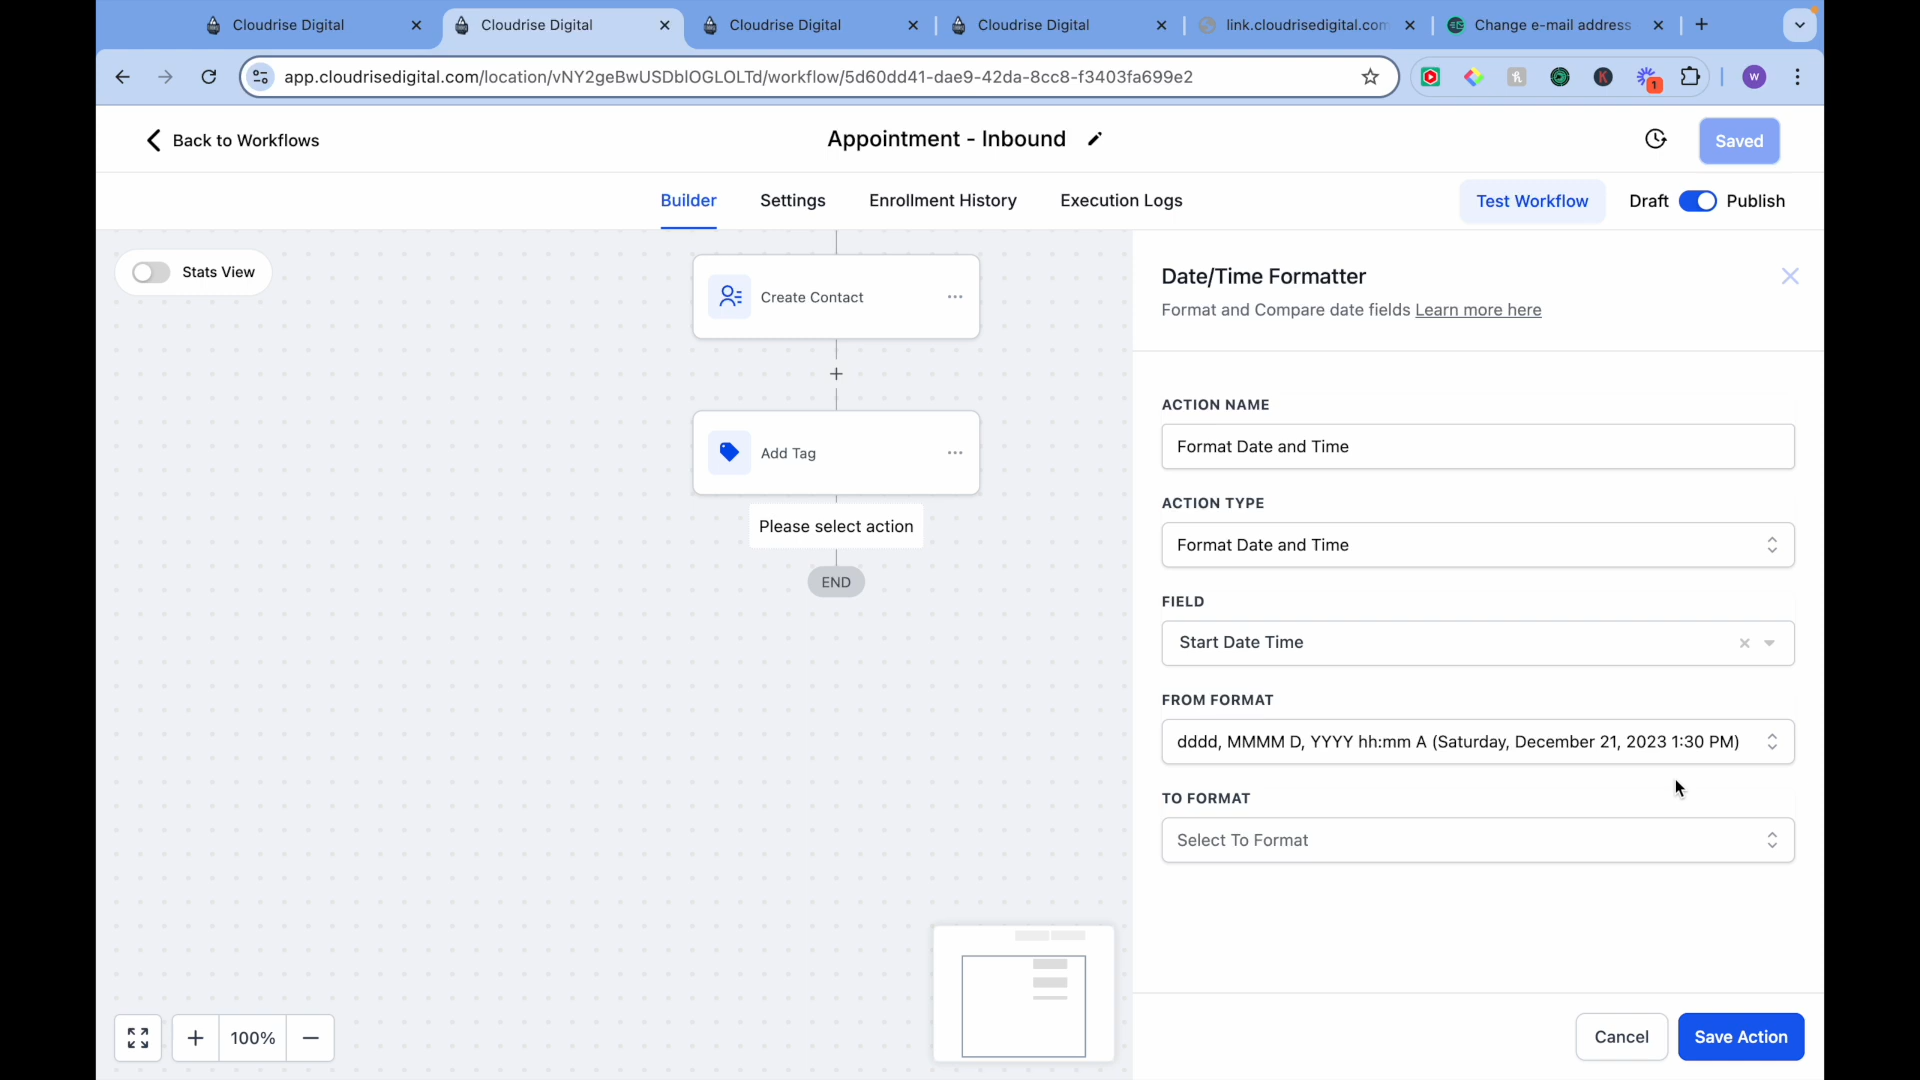 Cloudrise Digital
Cloudrise Digital
Cloudrise Digital
Cloudrise Digital
link.cloudrisedigital.com
Change e-mail address
app.cloudrisedigital.com/location/vNY2geBwUSDblOGLOLTd/workflow/5d60dd41-dae9-42da-8cc8-f3403fa699e2
1
W
Back to Workflows
Appointment - Inbound
Saved
Builder
Settings
Enrollment History
Execution Logs
Test Workflow
Draft
Publish
Stats View
Create Contact
Add Tag
Please select action
END
100%
Date/Time Formatter
Format and Compare date fields Learn more here
ACTION NAME
Format Date and Time
ACTION TYPE
Format Date and Time
FIELD
Start Date Time
FROM FORMAT
dddd, MMMM D, YYYY hh:mm A (Saturday, December 21, 2023 1:30 PM)
TO FORMAT
Select To Format
Cancel
Save Action